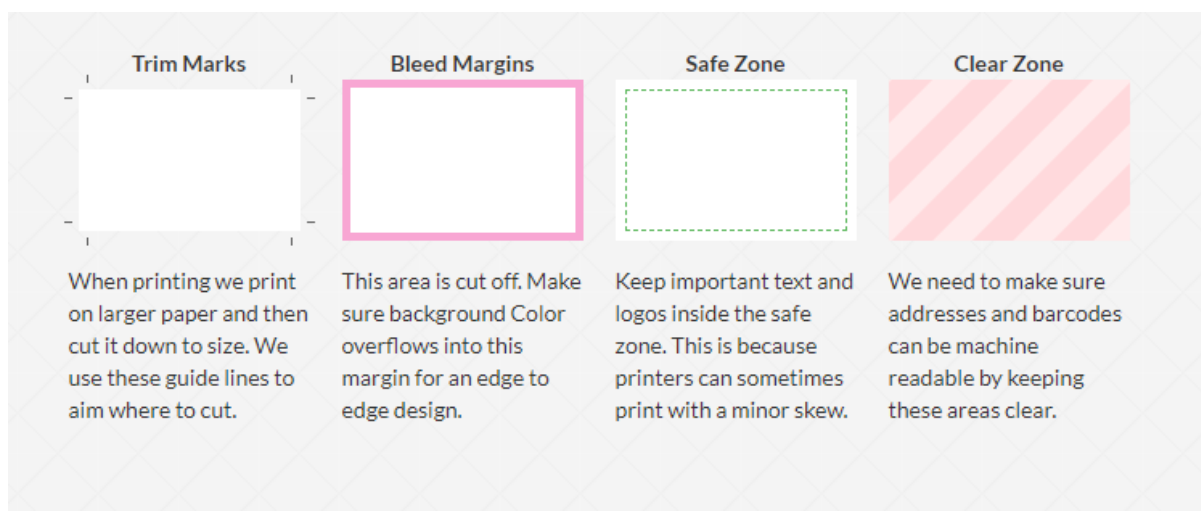 Trim Marks
When printing we print
on larger paper and then
cut it down to size. We
use these guide lines to
aim where to cut.
Bleed Margins
This area is cut off. Make
sure background Color
overflows into this
margin for an edge to
edge design.
Safe Zone
Keep important text and
logos inside the safe
zone. This is because
printers can sometimes
print with a minor skew.
Clear Zone
We need to make sure
addresses and barcodes
can be machine
readable by keeping
these areas clear.